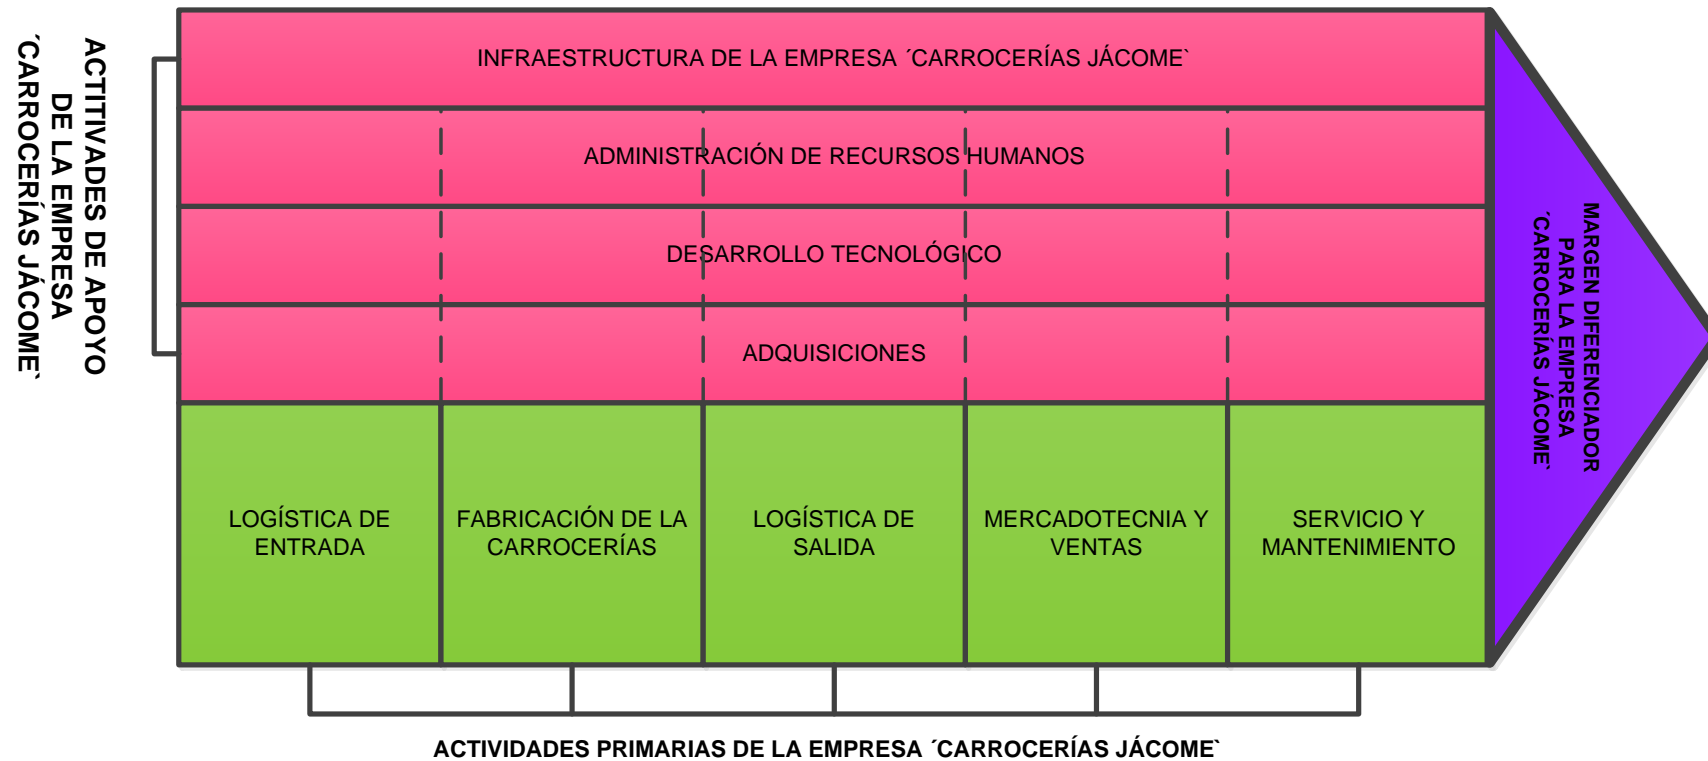 ACTITIVADES DE APOYO
DE LA EMPRESA
´CARROCERÍAS JÁCOME`
INFRAESTRUCTURA DE LA EMPRESA ´CARROCERÍAS JÁCOME`
ADMINISTRACIÓN DE RECURSOS HUMANOS
DESARROLLO TECNOLÓGICO
ADQUISICIONES
LOGÍSTICA DE
ENTRADA
FABRICACIÓN DE LA
CARROCERÍAS
LOGÍSTICA DE
SALIDA
MERCADOTECNIA Y
VENTAS
SERVICIO Y
MANTENIMIENTO
MARGEN DIFERENCIADOR
PARA LA EMPRESA
´CARROCERÍAS JÁCOME`
ACTIVIDADES PRIMARIAS DE LA EMPRESA ´CARROCERÍAS JÁCOME`